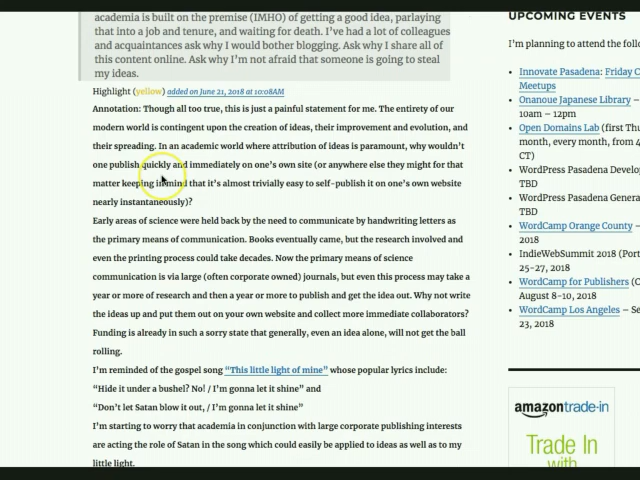 academia is built on the premise (IMHO) of getting a good idea, parlaying
that into a job and tenure, and waiting for death. I've had a lot of colleagues
and acquaintances ask why I would bother blogging. Ask why I share all of
this content online. Ask why I'm not afraid that someone is going to steal
my ideas.
Highlight (yellow) added on June 21, 2018 at 10:08AM
Annotation: Though all too true, this is just a painful statement for me. The entirety of our
modern world is contingent upon the creation of ideas, their improvement and evolution, and
their spreading. In an academic world where attribution of ideas is paramount, why wouldn't
one publish quickly and immediately on one's own site (or anywhere else they might for that
matter keeping in mind that it's almost trivially easy to self-publish it on one's own website
nearly instantaneously)?
Early areas of science were held back by the need to communicate by handwriting letters as
the primary means of communication. Books eventually came, but the research involved and
even the printing process could take decades. Now the primary means of science
communication is via large (often corporate owned) journals, but even this process may take a
year or more of research and then a year or more to publish and get the idea out. Why not write
the ideas up and put them out on your own website and collect more immediate collaborators?
Funding is already in such a sorry state that generally, even an idea alone, will not get the ball
rolling.
I'm reminded of the gospel song "This little light of mine" whose popular lyrics include:
"Hide it under a bushel? No! / I'm gonna let it shine" and
"Don't let Satan blow it out, / I'm gonna let it shine"
I'm starting to worry that academia in conjunction with large corporate publishing interests
are acting the role of Satan in the song which could easily be applied to ideas as well as to my
little light.
UPCOMING EVENTS
I'm planning to attend the follo
Innovate Pasadena: Friday C
Meetups
Onanoue Japanese Library –
10am – 12pm
Open Domains Lab (first Thu
month, every month, from 4
CT)
WordPress Pasadena Develop
TBD
WordPress Pasadena Genera
TBD
WordCamp Orange County –
2018
IndieWebSummit 2018 (Port
25-27, 2018
WordCamp for Publishers (C
August 8-10, 2018
WordCamp Los Angeles – Se
23, 2018
amazontrade-in
Trade In
with